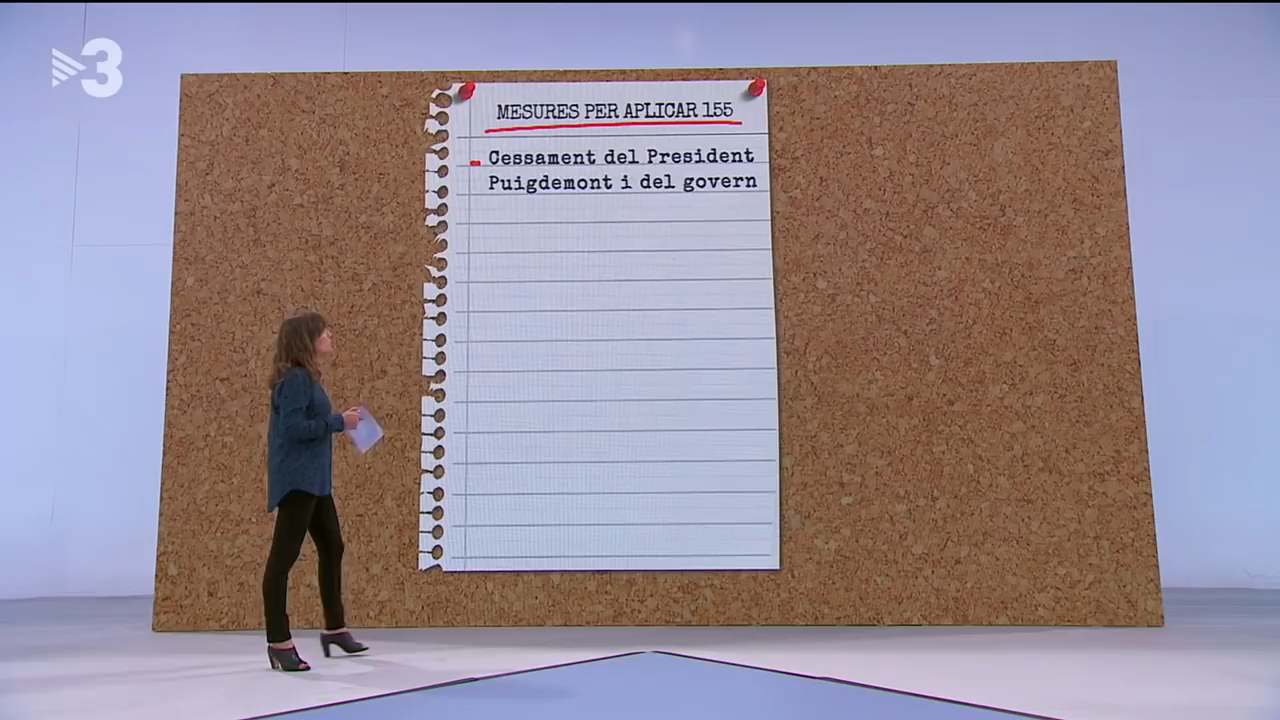 3
MESURES PER APLICAR 155
Cessament del President
Puigdemont i del govern